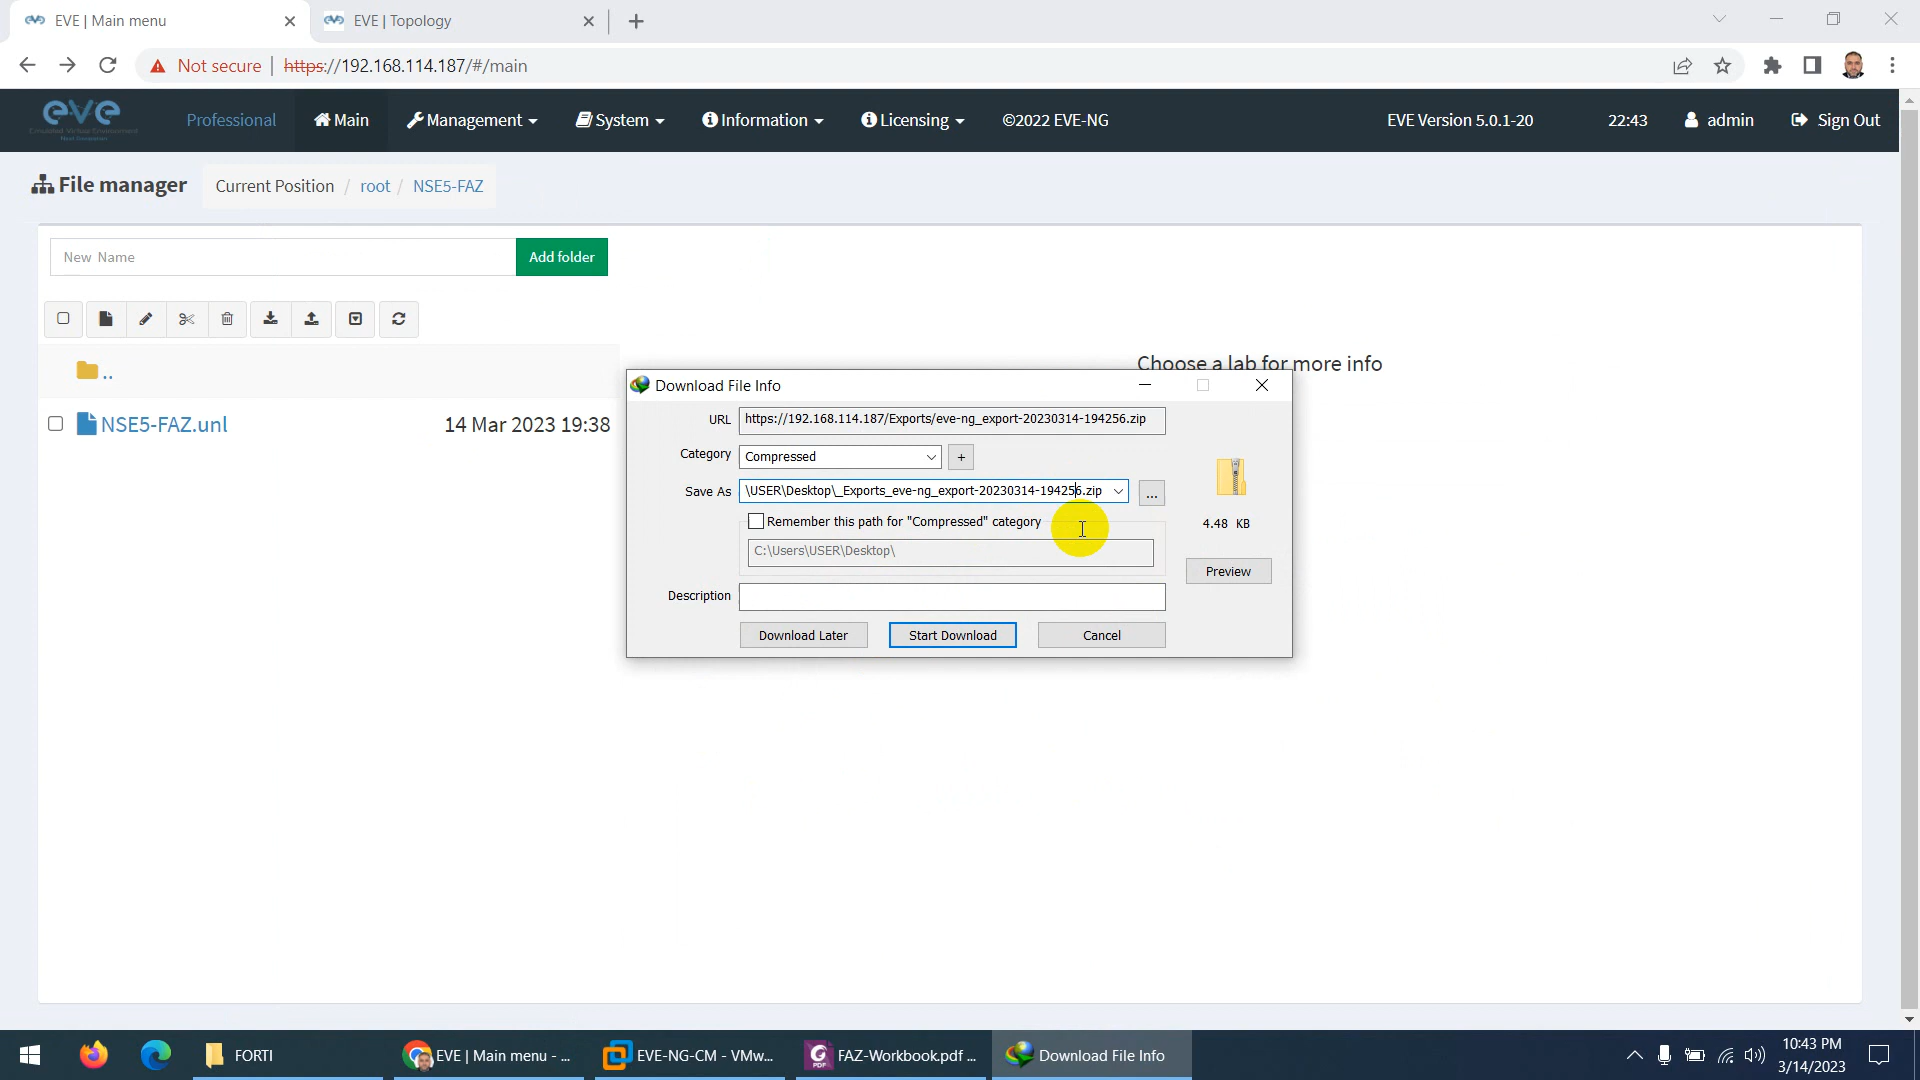 EVE | Main menu
EVE | Topology
Not secure https://192.168.114.187/#/main
eve
Professional Main Management System Information Licensing ©2022 EVE-NG EVE Version 5.0.1-20 22:43 admin Sign Out
File manager Current Position / root / NSE5-FAZ
New Name Add folder
..
Choose a lab for more info
NSE5-FAZ.unl 14 Mar 2023 19:38
Download File Info
URL https://192.168.114.187/Exports/eve-ng_export-20230314-194256.zip
Category Compressed +
Save As \USER\Desktop\_Exports_eve-ng_export-20230314-194256.zip ...
Remember this path for "Compressed" category
4.48 KB
C:\Users\USER\Desktop\
Preview
Description
Download Later Start Download Cancel
FORTI EVE | Main menu - ... EVE-NG-CM - VMw... FAZ-Workbook.pdf ... Download File Info
10:43 PM
3/14/2023